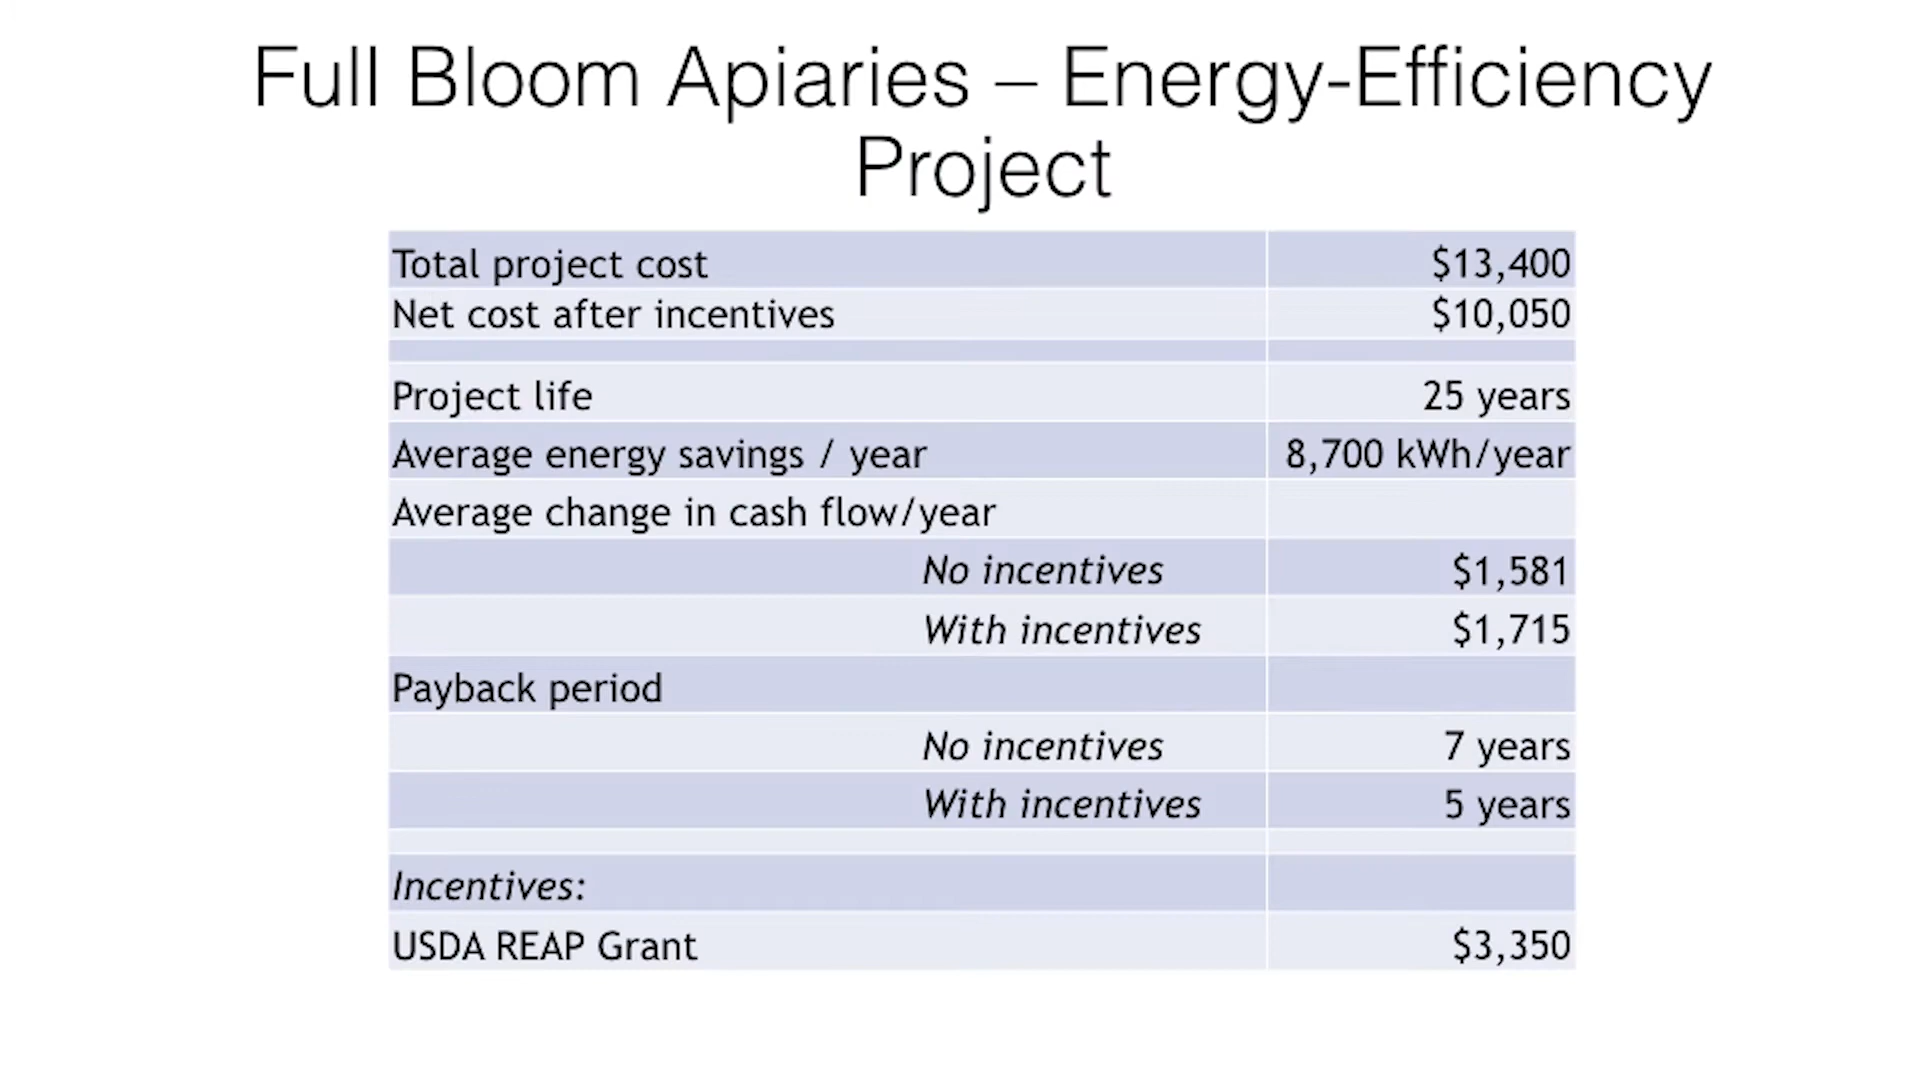 Full Bloom Apiaries – Energy-Efficiency
Project
Total project cost $13,400
Net cost after incentives $10,050
Project life 25 years
Average energy savings / year 8,700 kWh/year
Average change in cash flow/year
No incentives $1,581
With incentives $1,715
Payback period
No incentives 7 years
With incentives 5 years
Incentives:
USDA REAP Grant $3,350